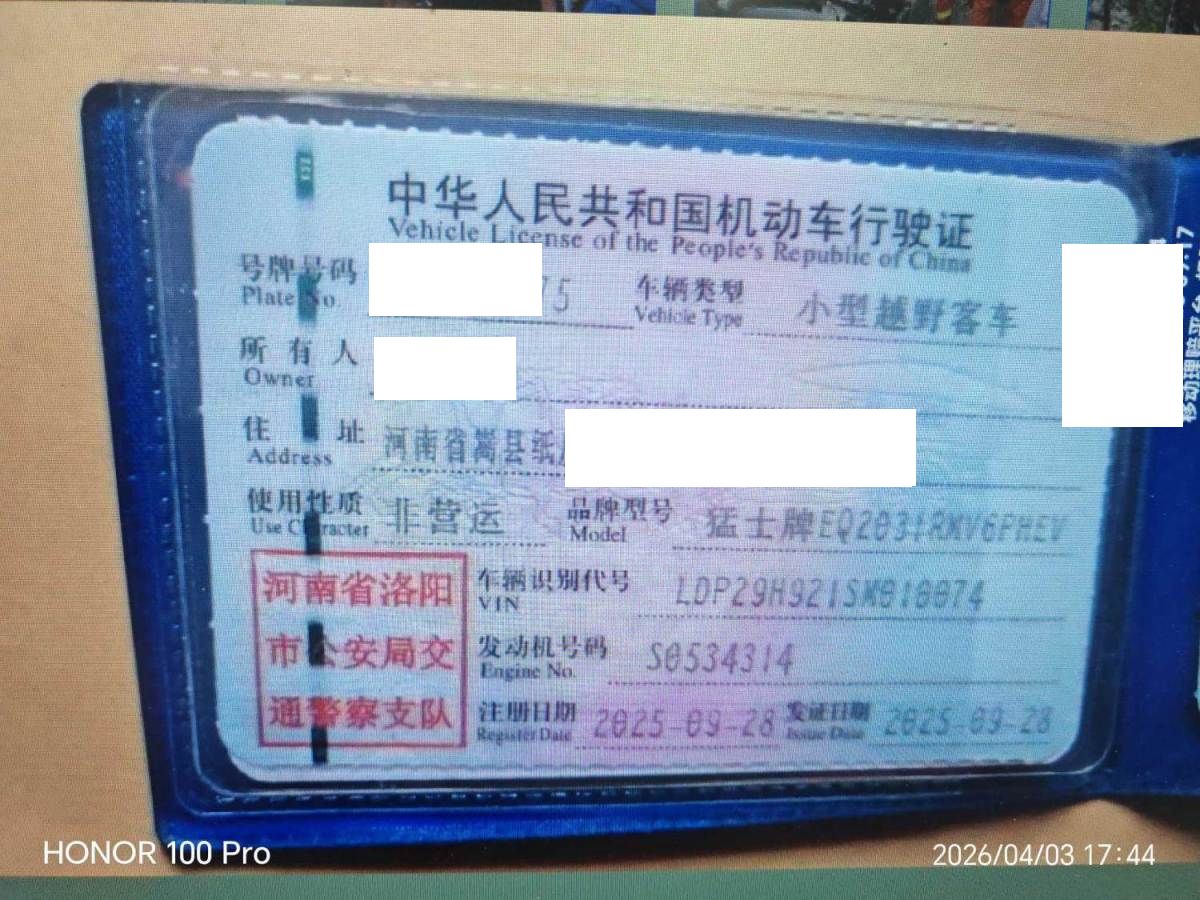 中华人民共和国机动车行驶证
Vehicle License of the People's Republic of China
号牌号码 75 车辆类型 小型越野客车
Plate No. Vehicle Type
所有人
Owner
住址 河南省嵩县纸
Address
使用性质 非营运 品牌型号 猛士牌EQ2031RMV6PHEV
Use Character Model
河南省洛阳
市公安局交
通警察支队
车辆识别代号 LDP29H921SM010074
VIN
发动机号码 S0534314
Engine No.
注册日期 2025-09-28 发证日期 2025-09-28
Register Date Issue Date
HONOR 100 Pro
2026/04/03 17:44